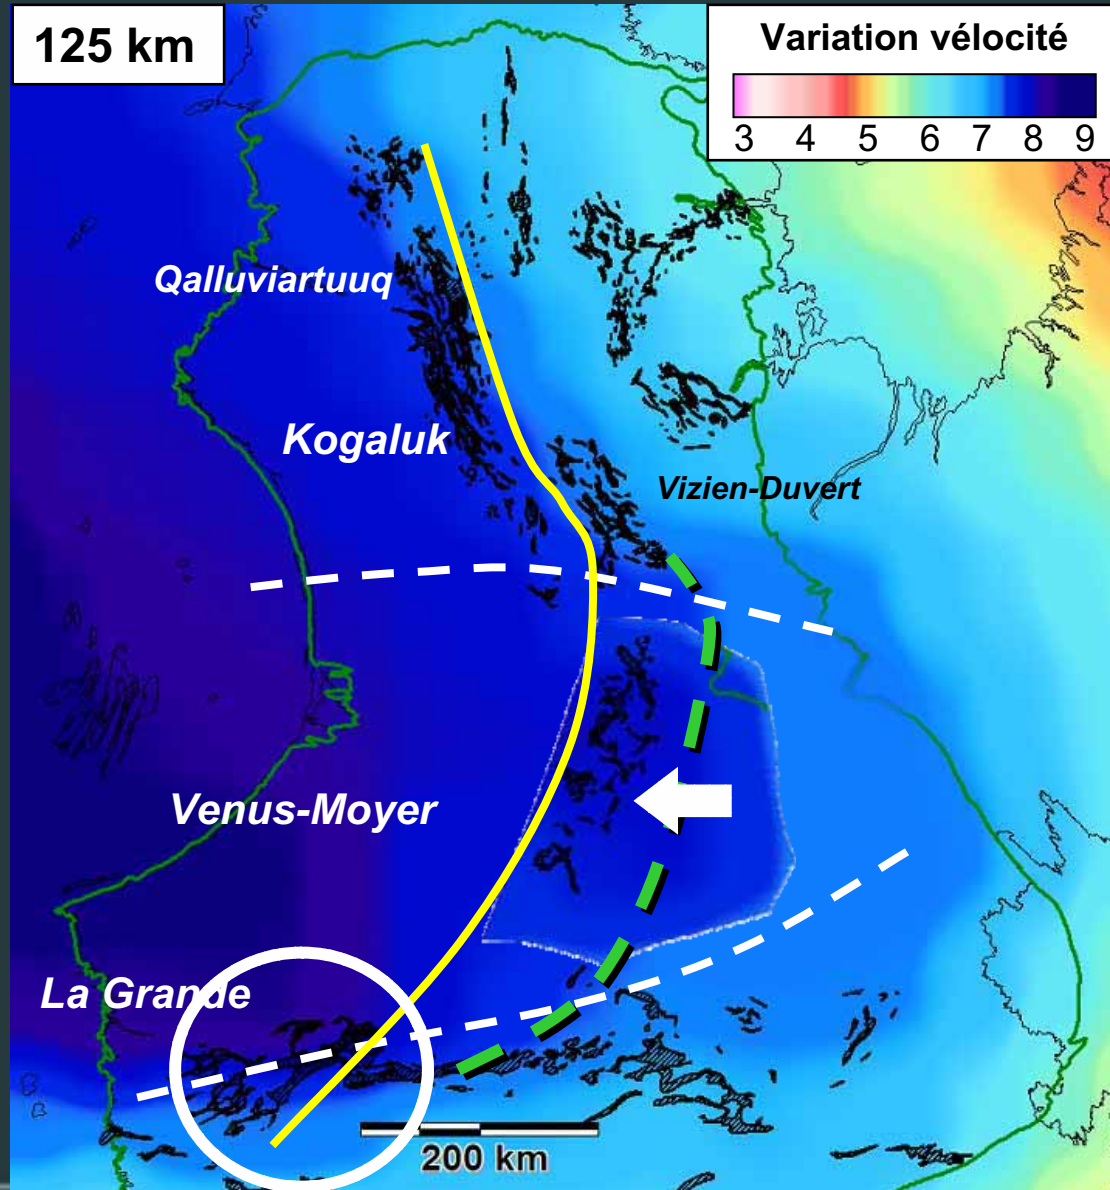 125 km
Variation vélocité
3 4 5 6 7 8 9
Qalluviartuuq
Kogaluk
Vizien-Duvert
Venus-Moyer
La Grande
200 km